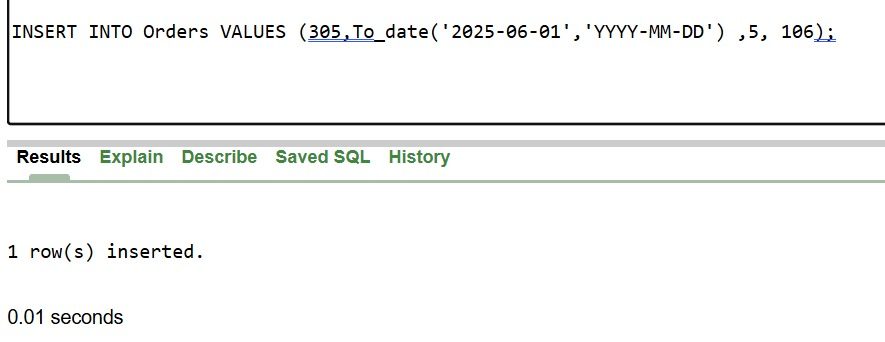 INSERT INTO Orders VALUES (305,To_date('2025-06-01','YYYY-MM-DD') ,5, 106);
Results Explain Describe Saved SQL History
1 row(s) inserted.
0.01 seconds